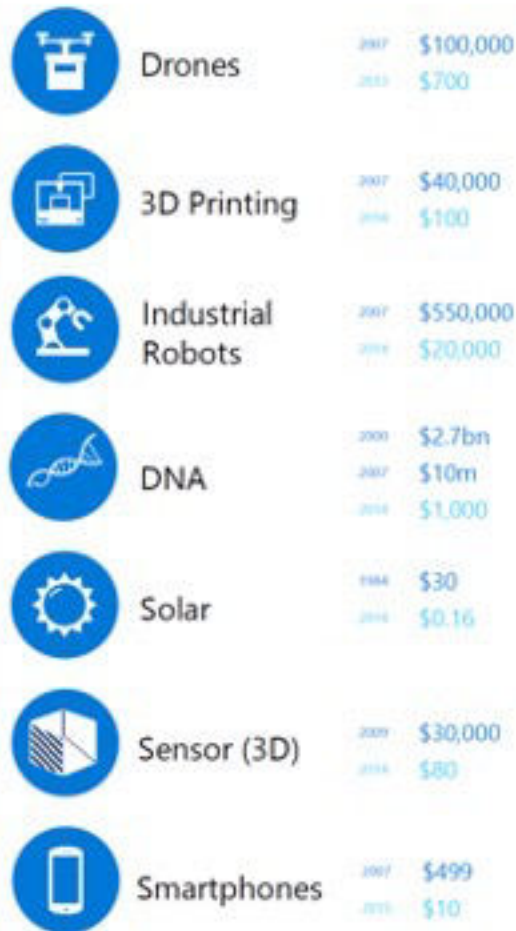 Drones
2007 $100,000
$700
3D Printing
2007 $40,000
$100
Industrial
Robots
2007 $550,000
$20,000
DNA
2000 $2.7bn
2007 $10m
$1,000
Solar
1984 $30
$0.16
Sensor (3D)
2009 $30,000
$80
Smartphones
2007 $499
2015 $10